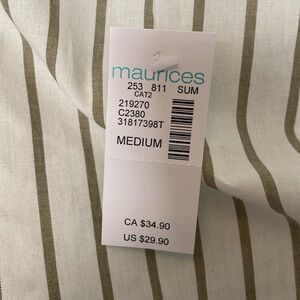 maurices
253 811 SUM
CAT2
219270
C2380
31817398T
MEDIUM
CA $34.90
US $29.90